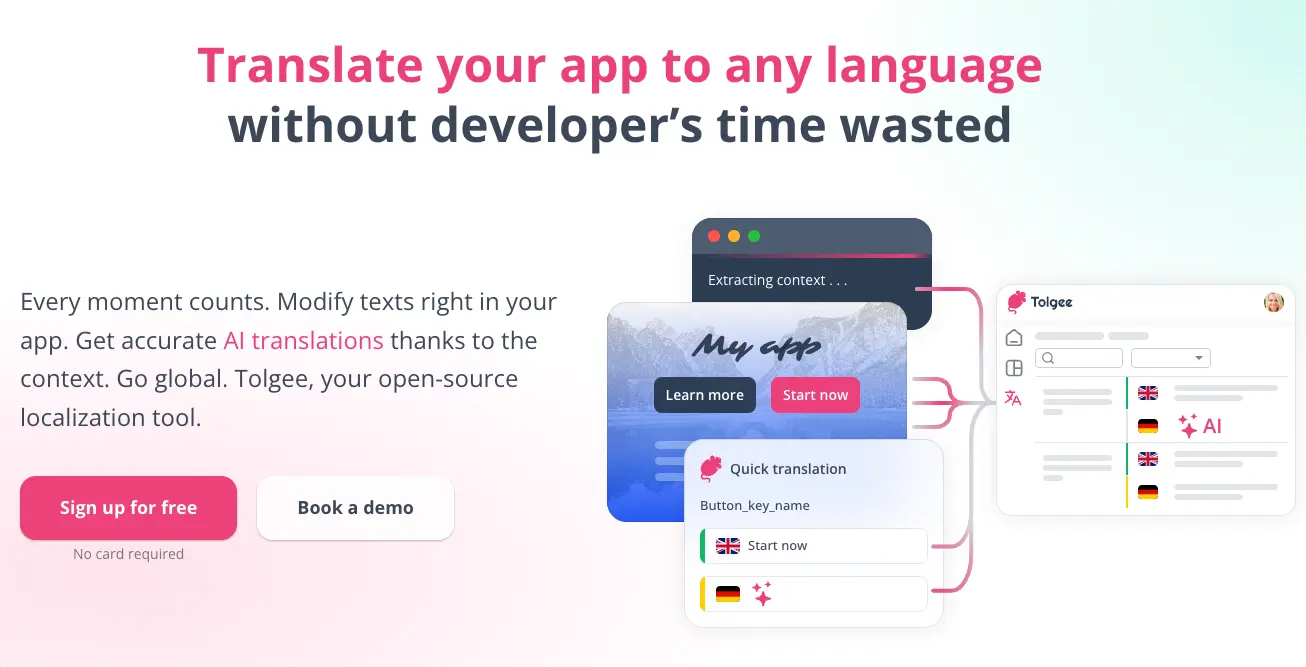 Translate your app to any language
without developer’s time wasted
Every moment counts. Modify texts right in your
app. Get accurate AI translations thanks to the
context. Go global. Tolgee, your open-source
localization tool.
Sign up for free
No card required
Book a demo
Extracting context . . .
My app
Learn more
Start now
Quick translation
Button_key_name
Start now
Tolgee
AI